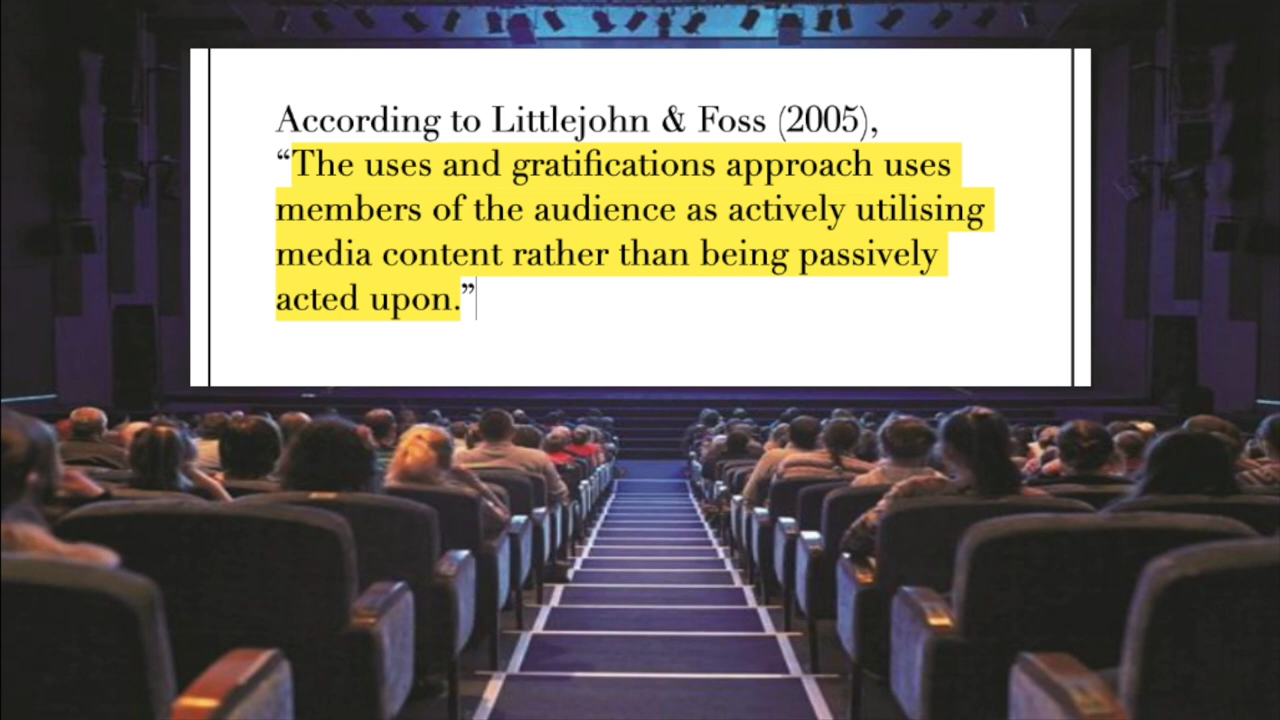 According to Littlejohn & Foss (2005),
“The uses and gratifications approach uses
members of the audience as actively utilising
media content rather than being passively
acted upon.”